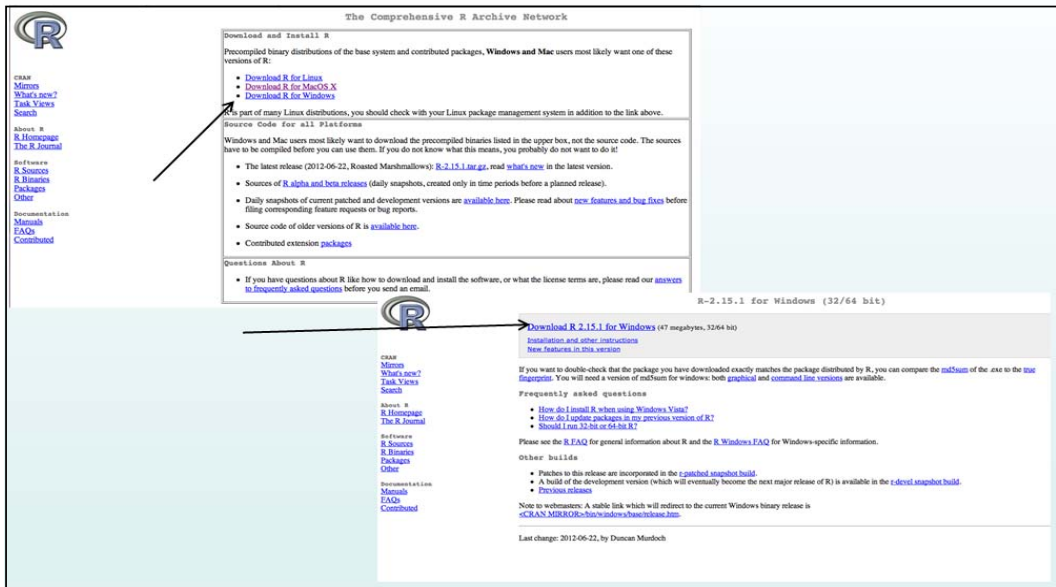 The Comprehensive R Archive Network
R
CRAN
Mirrors
What's new?
Task Views
Search
About R
R Homepage
The R Journal
Software
R Sources
R Binaries
Packages
Other
Documentation
Manuals
FAQs
Contributed
Download and Install R
Precompiled binary distributions of the base system and contributed packages, Windows and Mac users most likely want one of these
versions of R:
• Download R for Linux
• Download R for MacOS X
• Download R for Windows
R is part of many Linux distributions, you should check with your Linux package management system in addition to the link above.
Source Code for all Platforms
Windows and Mac users most likely want to download the precompiled binaries listed in the upper box, not the source code. The sources
have to be compiled before you can use them. If you do not know what this means, you probably do not want to do it!
• The latest release (2012-06-22, Roasted Marshmallows): R-2.15.1.tar.gz, read what's new in the latest version.
• Sources of R alpha and beta releases (daily snapshots, created only in time periods before a planned release).
• Daily snapshots of current patched and development versions are available here. Please read about new features and bug fixes before
filing corresponding feature requests or bug reports.
• Source code of older versions of R is available here.
• Contributed extension packages
Questions About R
• If you have questions about R like how to download and install the software, or what the license terms are, please read our answers
to frequently asked questions before you send an email.
R-2.15.1 for Windows (32/64 bit)
R
CRAN
Mirrors
What's new?
Task Views
Search
About R
R Homepage
The R Journal
Software
R Sources
R Binaries
Packages
Other
Documentation
Manuals
FAQs
Contributed
Download R 2.15.1 for Windows (47 megabytes, 32/64 bit)
Installation and other instructions
New features in this version
If you want to double-check that the package you have downloaded exactly matches the package distributed by R, you can compare the md5sum of the .exe to the true
fingerprint. You will need a version of md5sum for windows: both graphical and command line versions are available.
Frequently asked questions
• How do I install R when using Windows Vista?
• How do I update packages in my previous version of R?
• Should I run 32-bit or 64-bit R?
Please see the R FAQ for general information about R and the R Windows FAQ for Windows-specific information.
Other builds
• Patches to this release are incorporated in the r-patched snapshot build.
• A build of the development version (which will eventually become the next major release of R) is available in the r-devel snapshot build.
• Previous releases
Note to webmasters: A stable link which will redirect to the current Windows binary release is
<CRAN MIRROR>/bin/windows/base/release.htm.
Last change: 2012-06-22, by Duncan Murdoch